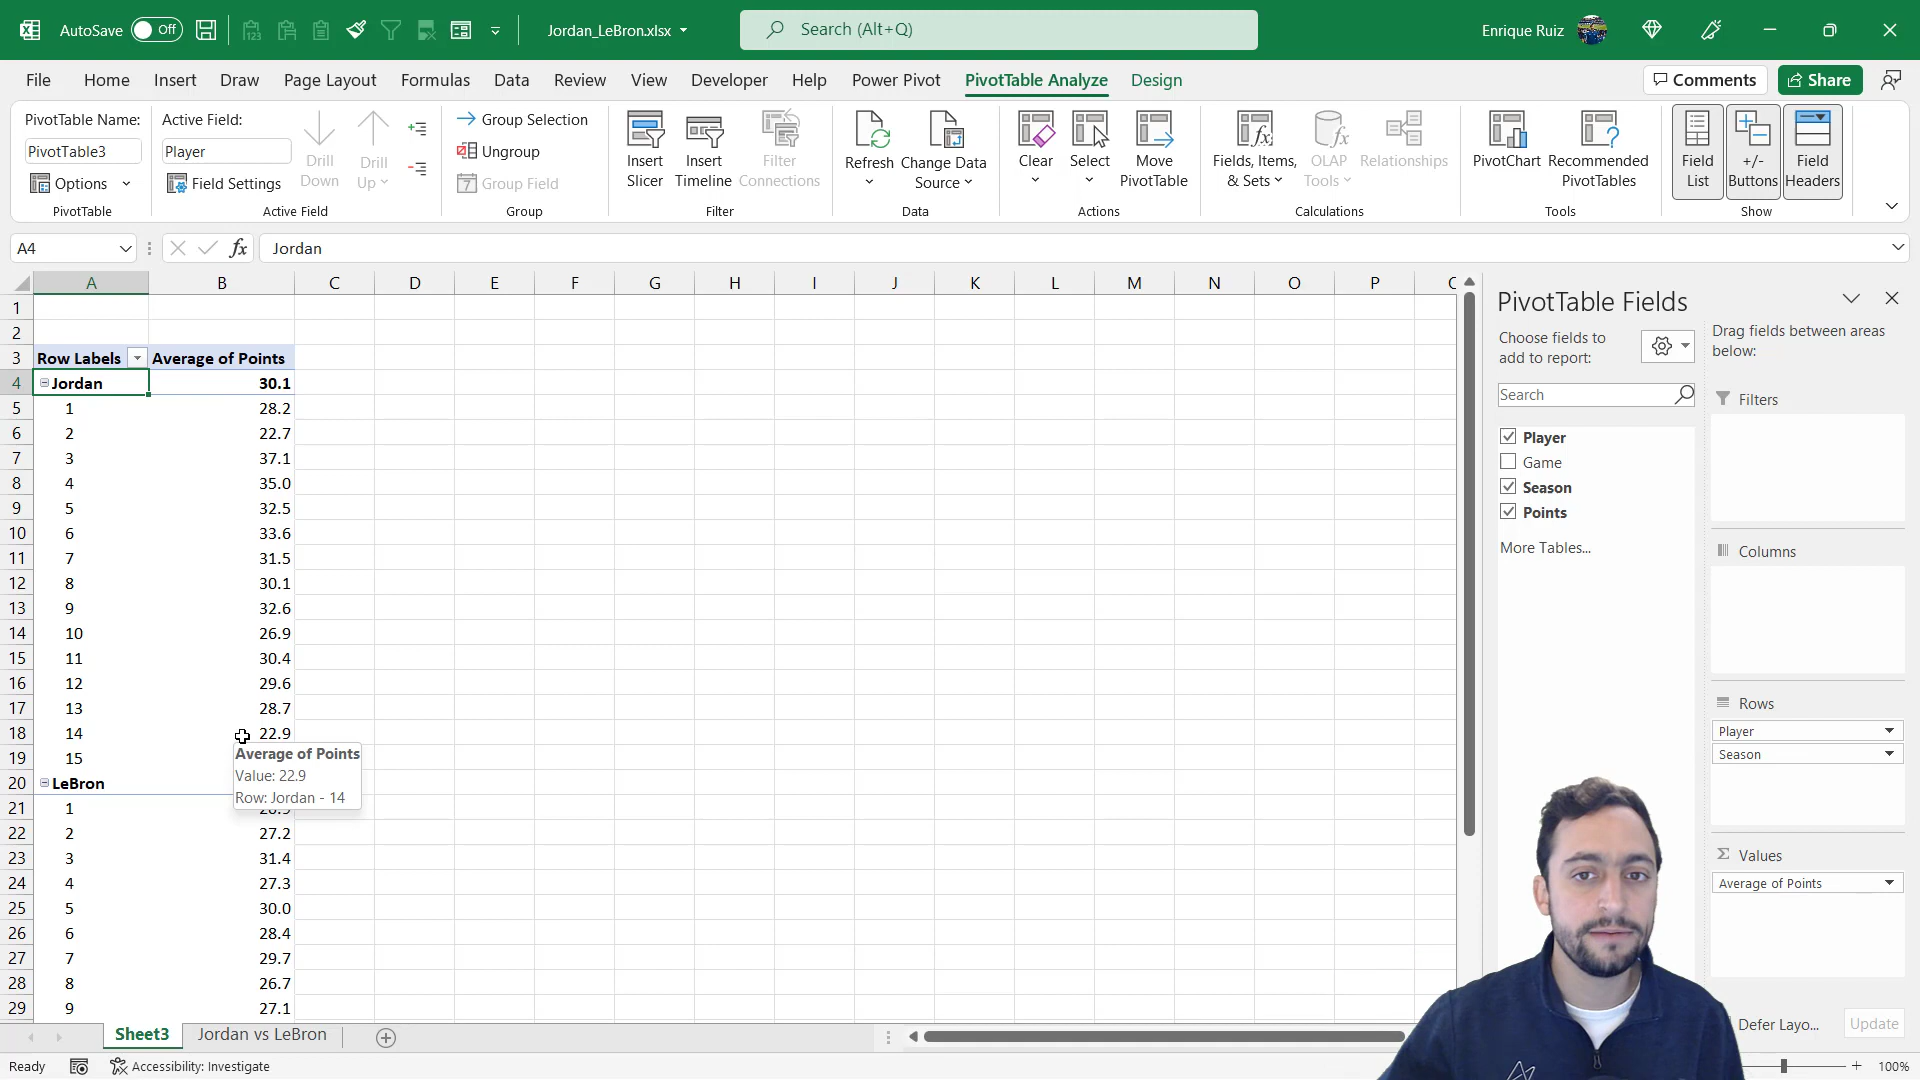 AutoSave Off Jordan_LeBron.xlsx Search (Alt+Q) Enrique Ruiz
File Home Insert Draw Page Layout Formulas Data Review View Developer Help Power Pivot PivotTable Analyze Design Comments Share
PivotTable Name:
PivotTable3
Options
PivotTable
Active Field:
Player
Field Settings
Drill Down
Drill Up
Active Field
Group Selection
Ungroup
Group Field
Group
Insert Slicer
Insert Timeline
Filter Connections
Filter
Refresh
Change Data Source
Data
Clear
Select
Move PivotTable
Actions
Fields, Items, & Sets
OLAP Tools
Relationships
Calculations
PivotChart
Recommended PivotTables
Tools
Field List
+/- Buttons
Field Headers
Show
A4 fx Jordan
A B C D E F G H I J K L M N O P
1
2
3 Row Labels Average of Points
4 Jordan 30.1
5 1 28.2
6 2 22.7
7 3 37.1
8 4 35.0
9 5 32.5
10 6 33.6
11 7 31.5
12 8 30.1
13 9 32.6
14 10 26.9
15 11 30.4
16 12 29.6
17 13 28.7
18 14 22.9
19 15
20 LeBron
21 1
22 2 27.2
23 3 31.4
24 4 27.3
25 5 30.0
26 6 28.4
27 7 29.7
28 8 26.7
29 9 27.1
Average of Points
Value: 22.9
Row: Jordan - 14
PivotTable Fields
Choose fields to
add to report:
Search
Player
Game
Season
Points
More Tables...
Drag fields between areas
below:
Filters
Columns
Rows
Player
Season
Values
Average of Points
Defer Layo... Update
Sheet3 Jordan vs LeBron
Ready Accessibility: Investigate 100%